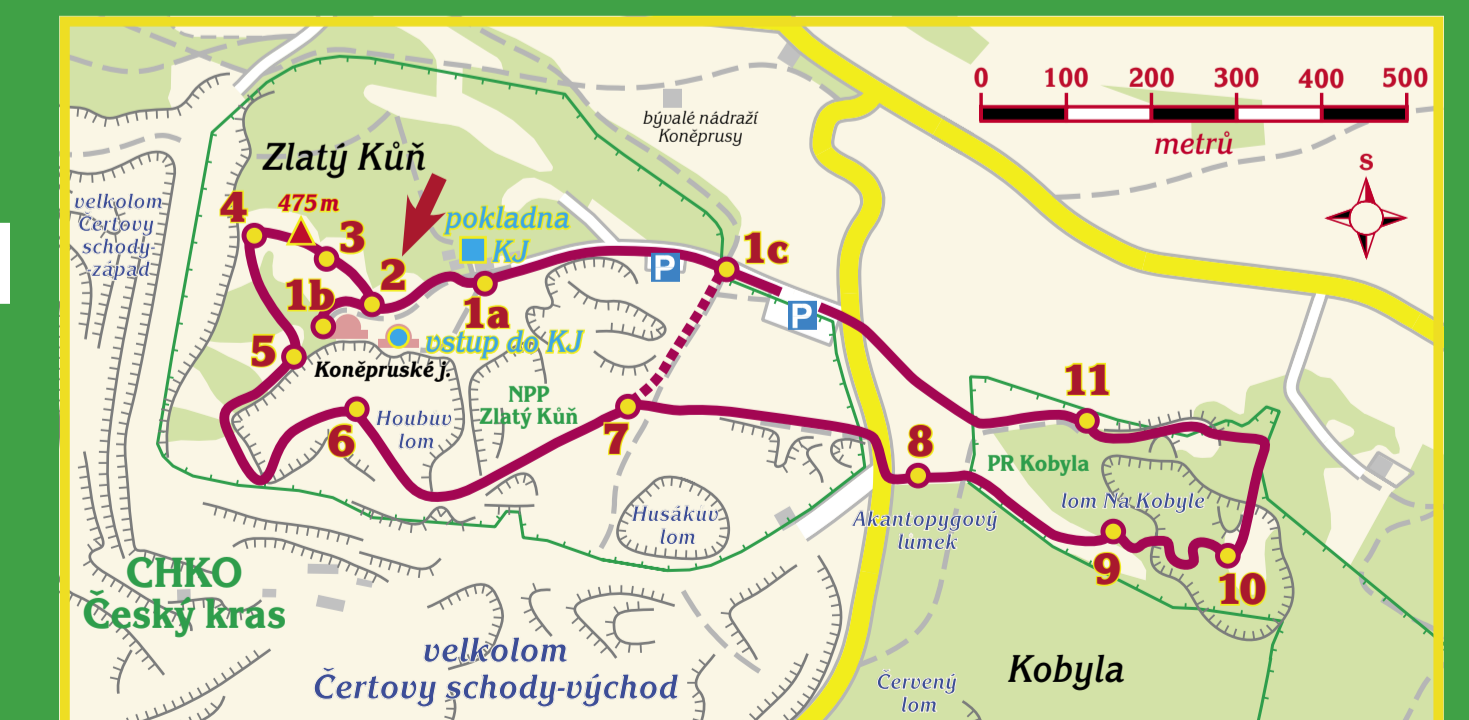 0 100 200 300 400 500
metrů
S
bývalé nádraží
Koněprusy
Zlatý Kůň
475 m
velkolom
Čertovy
schody-
-západ
4
3
2
pokladna
KJ
P
1c
1b
1a
P
vstup do KJ
5
Koněpruské j.
NPP
Zlatý Kůň
Houbuv
lom
6
7
11
8
PR Kobyla
lom Na Kobyle
Husákuv
lom
Akantopygový
lumek
9
10
CHKO
Český kras
velkolom
Čertovy schody-východ
Kobyla
Červený
lom